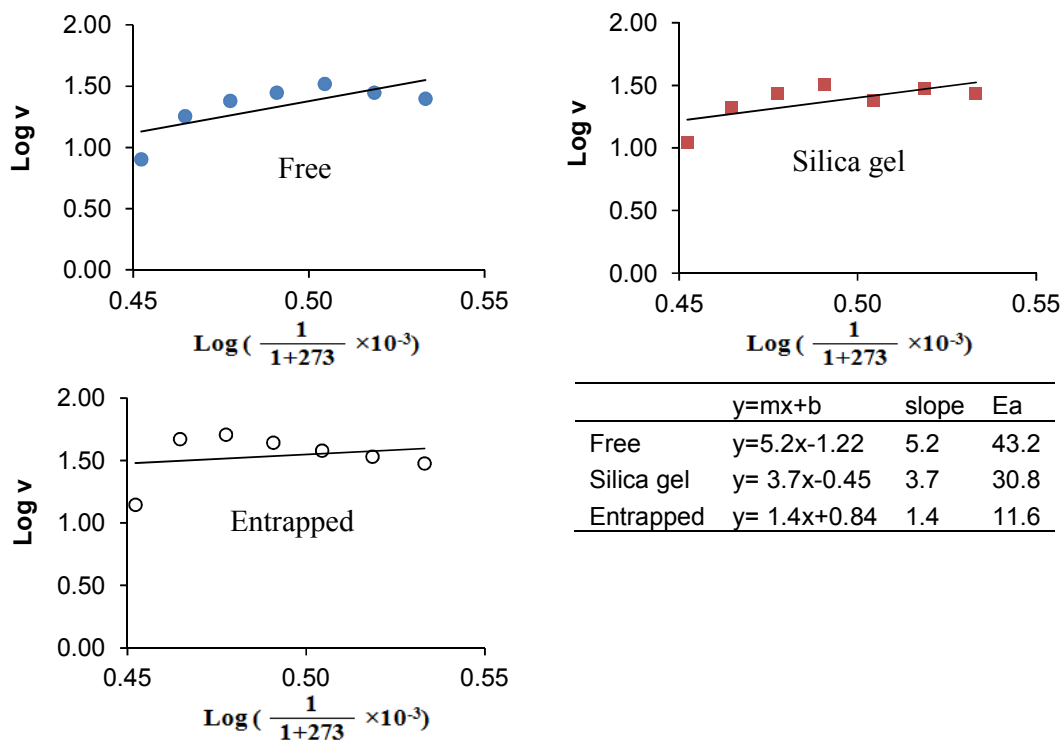 2.00
1.50
1.00
0.50
0.00
Log v
Free
0.45
0.50
0.55
Log ( 1/1+273 ×10⁻³)
2.00
1.50
1.00
0.50
0.00
Log v
Silica gel
0.45
0.50
0.55
Log ( 1/1+273 ×10⁻³)
2.00
1.50
1.00
0.50
0.00
Log v
Entrapped
0.45
0.50
0.55
Log ( 1/1+273 ×10⁻³)
y=mx+b slope Ea
Free y=5.2x-1.22 5.2 43.2
Silica gel y= 3.7x-0.45 3.7 30.8
Entrapped y= 1.4x+0.84 1.4 11.6